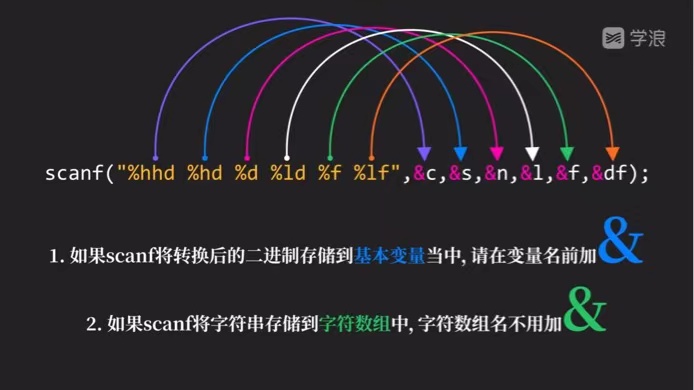 学浪
scanf("%hhd %hd %d %ld %f %lf",&c,&s,&n,&l,&f,&df);
1. 如果scanf将转换后的二进制存储到基本变量当中, 请在变量名前加&
2. 如果scanf将字符串存储到字符数组中, 字符数组名不用加&